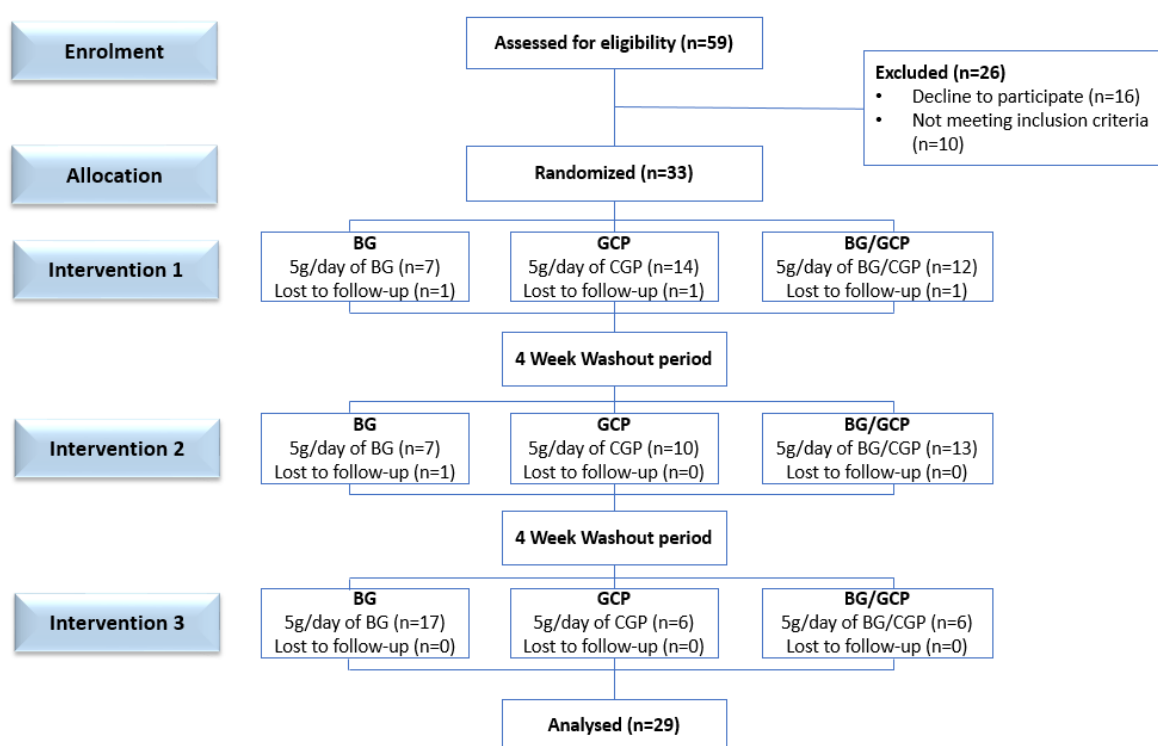 Enrolment
Assessed for eligibility (n=59)
Excluded (n=26)
• Decline to participate (n=16)
• Not meeting inclusion criteria
(n=10)
Allocation
Randomized (n=33)
Intervention 1
BG
5g/day of BG (n=7)
Lost to follow-up (n=1)
GCP
5g/day of CGP (n=14)
Lost to follow-up (n=1)
BG/GCP
5g/day of BG/CGP (n=12)
Lost to follow-up (n=1)
4 Week Washout period
Intervention 2
BG
5g/day of BG (n=7)
Lost to follow-up (n=1)
GCP
5g/day of CGP (n=10)
Lost to follow-up (n=0)
BG/GCP
5g/day of BG/CGP (n=13)
Lost to follow-up (n=0)
4 Week Washout period
Intervention 3
BG
5g/day of BG (n=17)
Lost to follow-up (n=0)
GCP
5g/day of CGP (n=6)
Lost to follow-up (n=0)
BG/GCP
5g/day of BG/CGP (n=6)
Lost to follow-up (n=0)
Analysed (n=29)